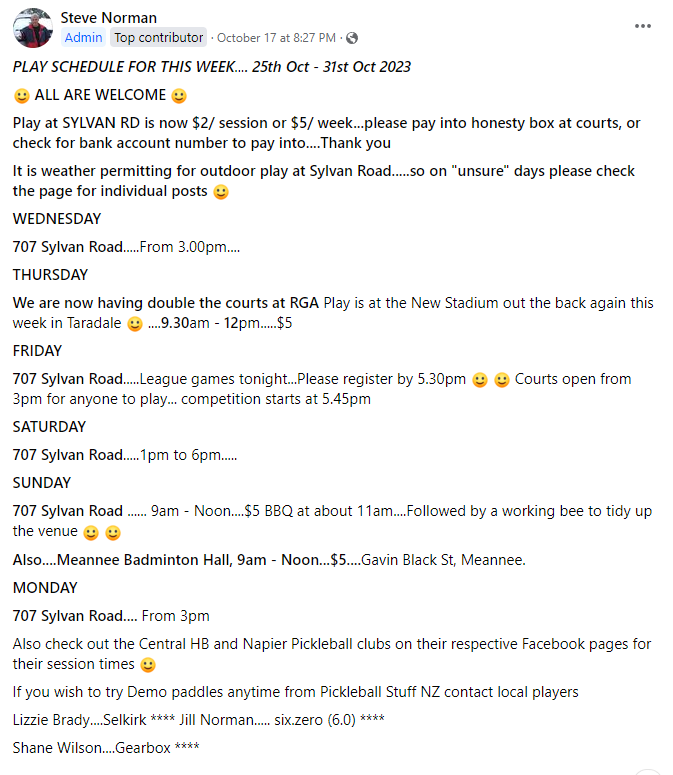 Steve Norman
Admin Top contributor · October 17 at 8:27 PM ·
PLAY SCHEDULE FOR THIS WEEK.... 25th Oct - 31st Oct 2023
🙂 ALL ARE WELCOME 🙂
Play at SYLVAN RD is now $2/ session or $5/ week...please pay into honesty box at courts, or
check for bank account number to pay into....Thank you
It is weather permitting for outdoor play at Sylvan Road.....so on "unsure" days please check
the page for individual posts 🙂
WEDNESDAY
707 Sylvan Road.....From 3.00pm....
THURSDAY
We are now having double the courts at RGA Play is at the New Stadium out the back again this
week in Taradale 🙂 ....9.30am - 12pm.....$5
FRIDAY
707 Sylvan Road.....League games tonight...Please register by 5.30pm 🙂 🙂 Courts open from
3pm for anyone to play... competition starts at 5.45pm
SATURDAY
707 Sylvan Road.....1pm to 6pm.....
SUNDAY
707 Sylvan Road ...... 9am - Noon....$5 BBQ at about 11am....Followed by a working bee to tidy up
the venue 🙂 🙂
Also....Meannee Badminton Hall, 9am - Noon...$5....Gavin Black St, Meannee.
MONDAY
707 Sylvan Road.... From 3pm
Also check out the Central HB and Napier Pickleball clubs on their respective Facebook pages for
their session times 🙂
If you wish to try Demo paddles anytime from Pickleball Stuff NZ contact local players
Lizzie Brady....Selkirk **** Jill Norman..... six.zero (6.0) ****
Shane Wilson....Gearbox ****